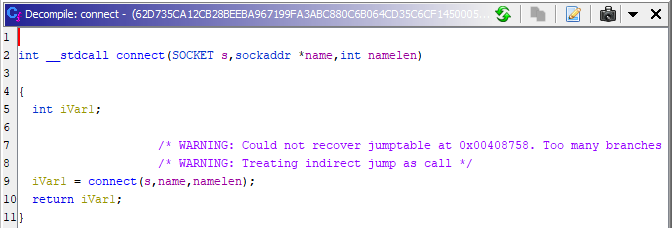 Decompile: connect - (62D735CA12CB28BEEBA967199FA3ABC880C6B064CD35C6CF1450005...
1
2 int __stdcall connect(SOCKET s,sockaddr *name,int namelen)
3
4 {
5 int iVar1;
6
7 /* WARNING: Could not recover jumptable at 0x00408758. Too many branches
8 /* WARNING: Treating indirect jump as call */
9 iVar1 = connect(s,name,namelen);
10 return iVar1;
11 }